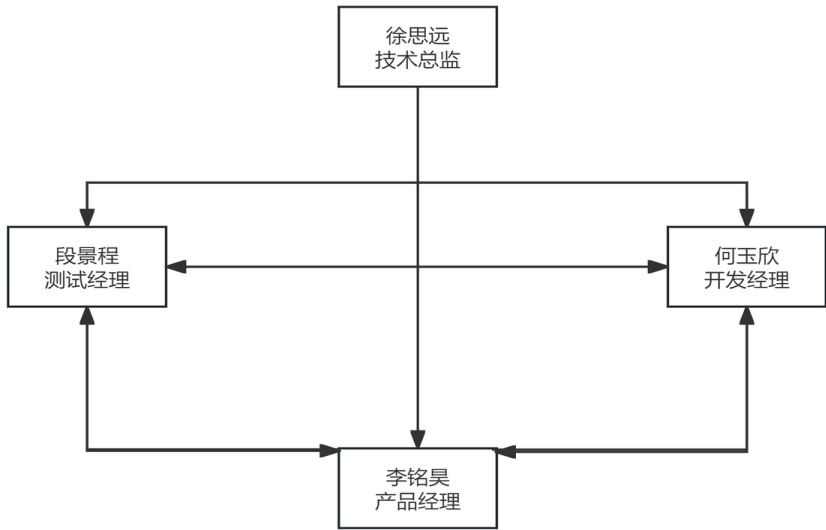 徐思远
技术总监
段景程
测试经理
何玉欣
开发经理
李铭昊
产品经理